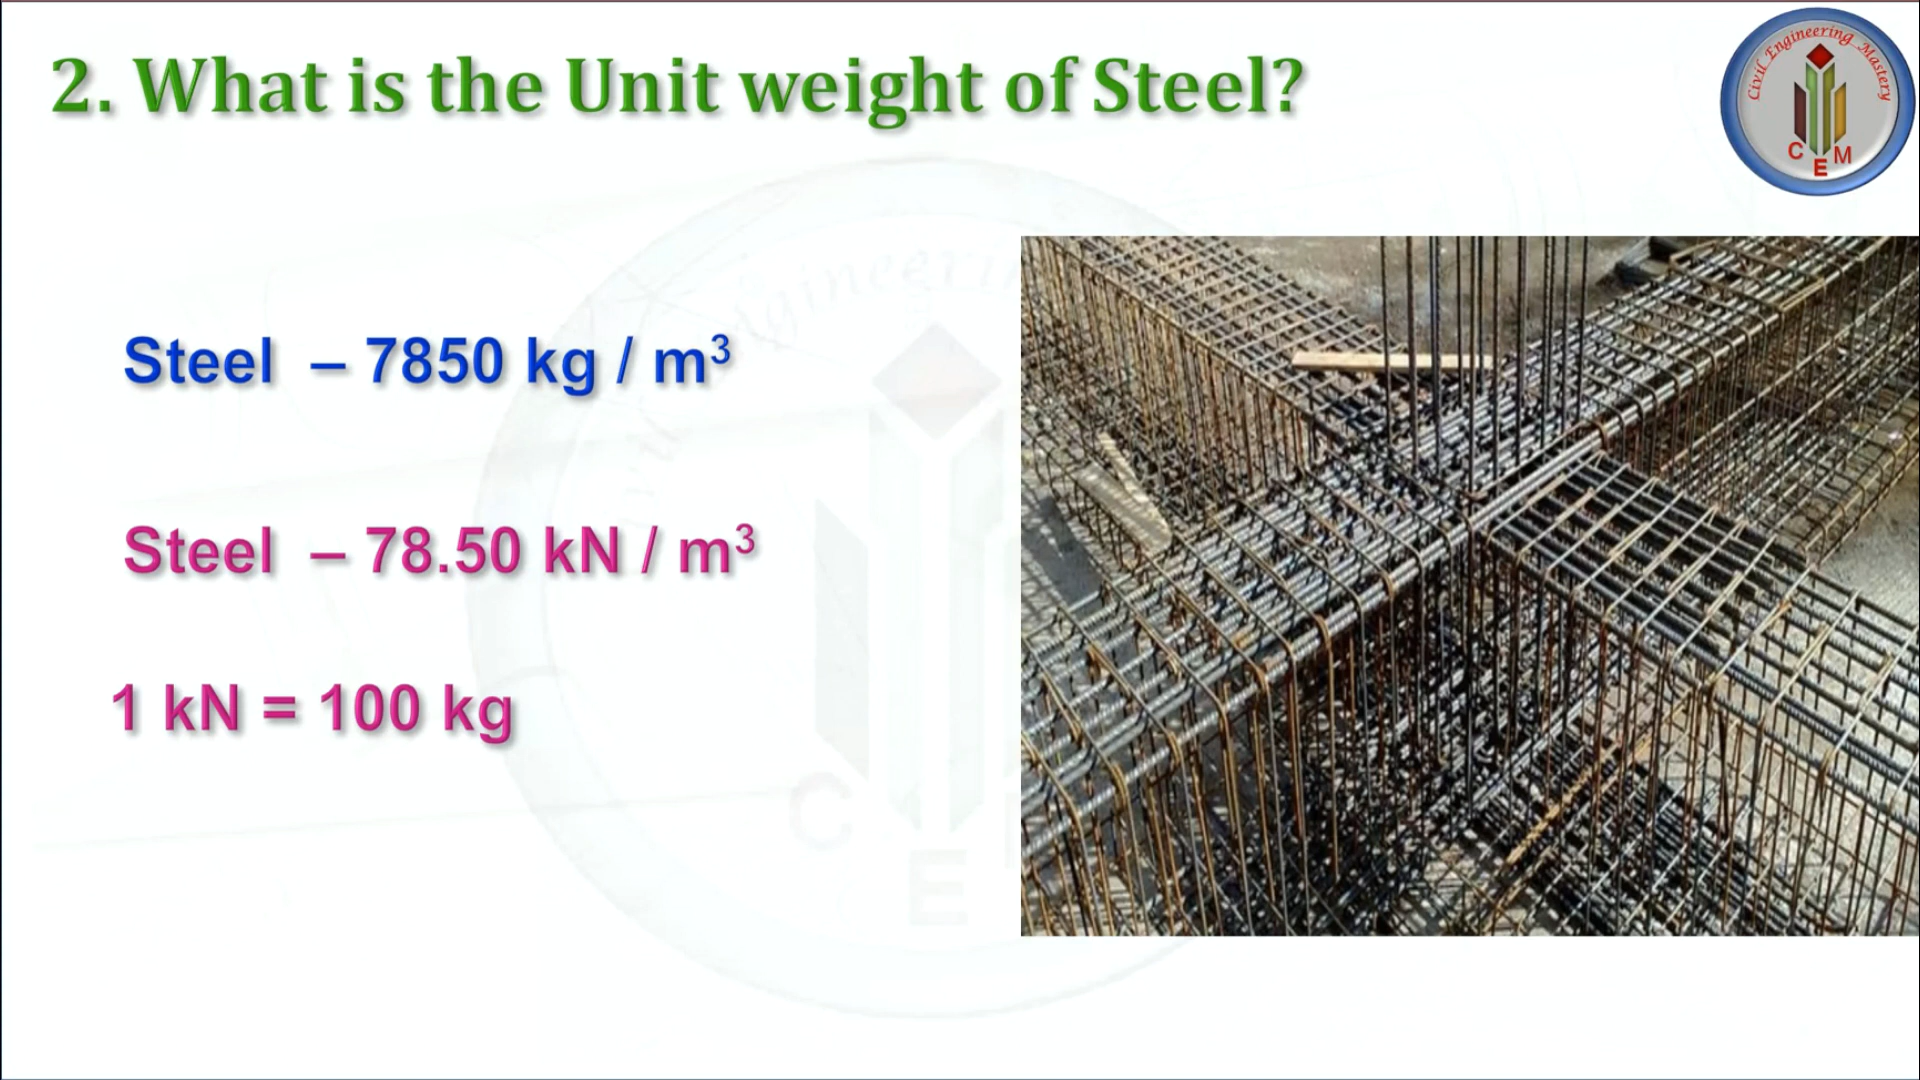 2. What is the Unit weight of Steel?
Civil Engineering Mastery
C E M
Steel – 7850 kg / m³
Steel – 78.50 kN / m³
1 kN = 100 kg